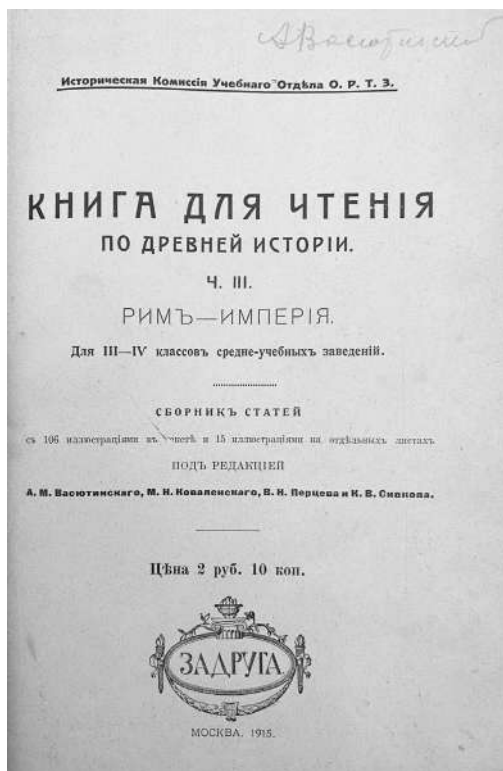 А Васютинский
Историческая Комиссія Учебнаго Отдѣла О. Р. Т. З.
КНИГА ДЛЯ ЧТЕНІЯ
ПО ДРЕВНЕЙ ИСТОРІИ.
Ч. III.
РИМЪ—ИМПЕРІЯ.
Для III—IV классовъ средне-учебныхъ заведеній.
СБОРНИКЪ СТАТЕЙ
съ 106 иллюстраціями въ текстѣ и 15 иллюстраціями на отдѣльныхъ листахъ
ПОДЪ РЕДАКЦІЕЙ
А. М. Васютинскаго, М. Н. Коваленскаго, В. Н. Перцева и К. В. Сивкова.
Цѣна 2 руб. 10 коп.
ЗАДРУГА
МОСКВА, 1915.